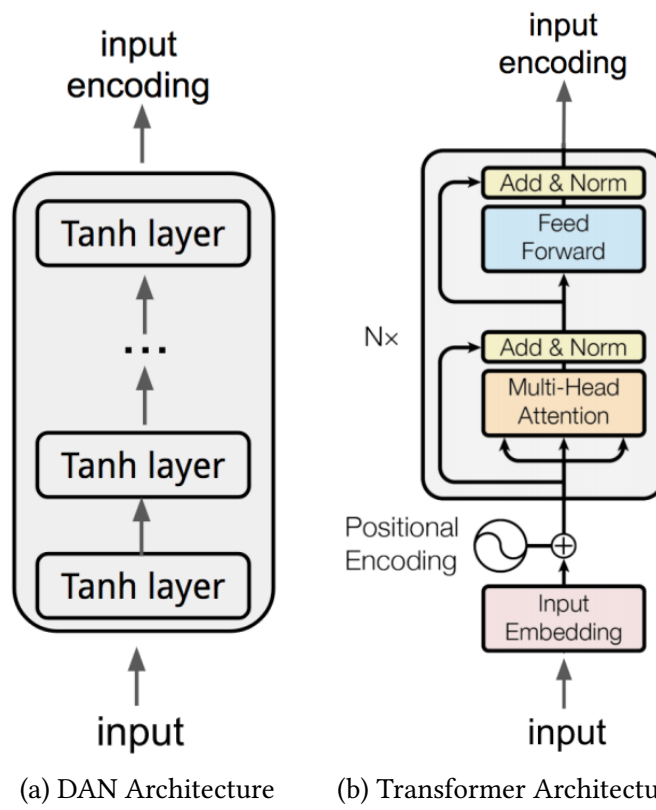 input
encoding
Tanh layer
...
Tanh layer
Tanh layer
input
(a) DAN Architecture
input
encoding
Add & Norm
Feed
Forward
N×
Add & Norm
Multi-Head
Attention
Positional
Encoding
Input
Embedding
input
(b) Transformer Architectu